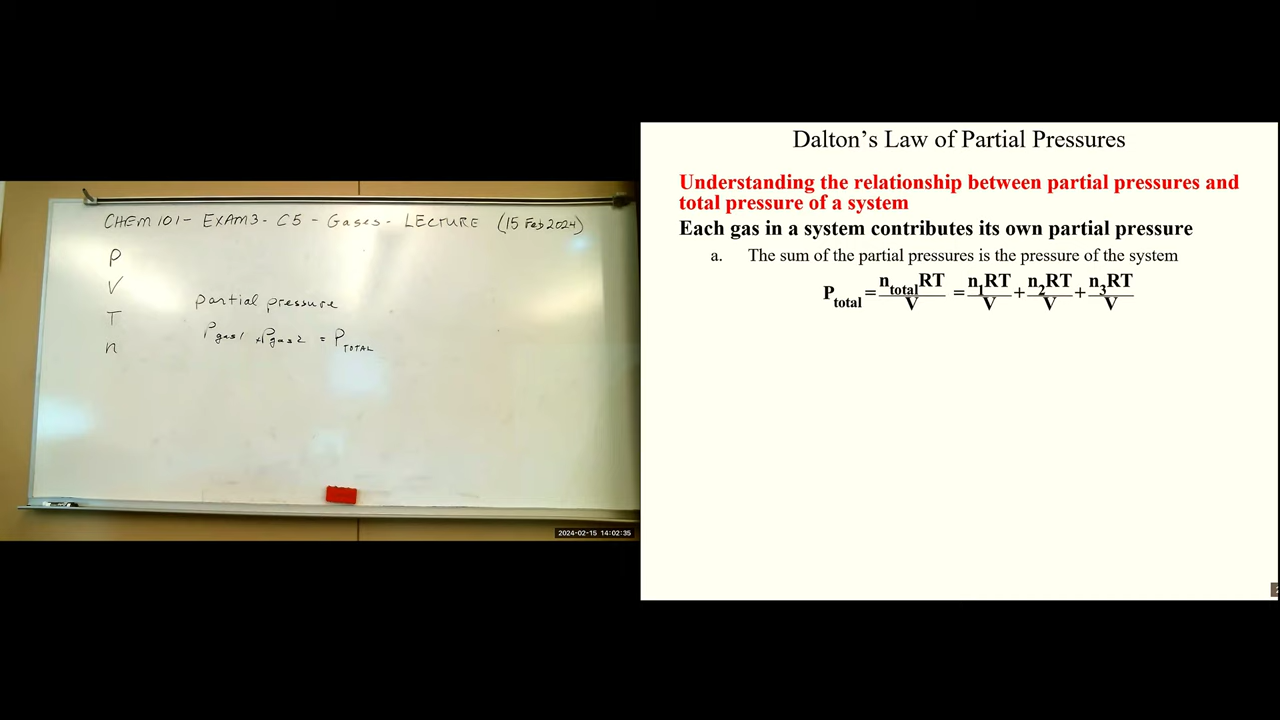 CHEM 101 - EXAM 3 - C5 - Gases - LECTURE (15 Feb 2024)
P
V
T
n
partial pressure
Pgas1 + Pgas2 = PTOTAL
2024-02-15 14:02:35
Dalton's Law of Partial Pressures
Understanding the relationship between partial pressures and
total pressure of a system
Each gas in a system contributes its own partial pressure
a. The sum of the partial pressures is the pressure of the system
Ptotal = ntotalRT/V = n1RT/V + n2RT/V + n3RT/V